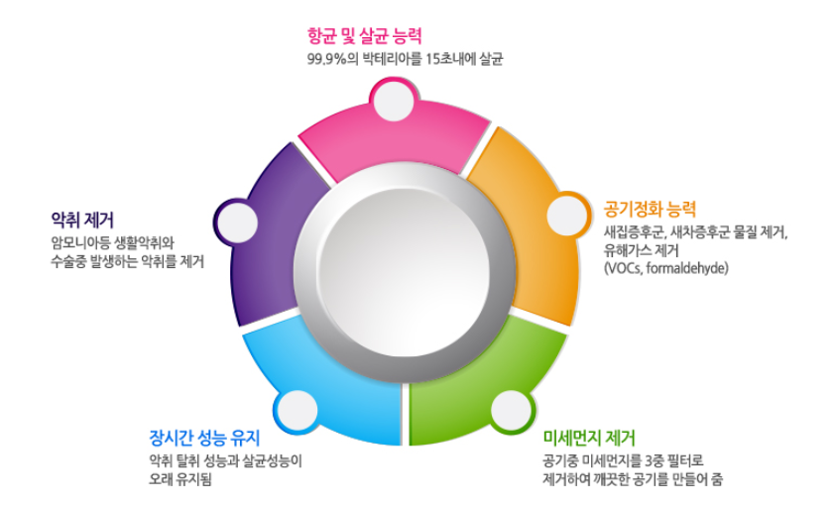 항균 및 살균 능력
99.9%의 박테리아를 15초내에 살균
공기정화 능력
새집증후군, 새차증후군 물질 제거,
유해가스 제거
(VOCs, formaldehyde)
악취 제거
암모니아등 생활악취와
수술중 발생하는 악취를 제거
장시간 성능 유지
악취 탈취 성능과 살균성능이
오래 유지됨
미세먼지 제거
공기중 미세먼지를 3중 필터로
제거하여 깨끗한 공기를 만들어 줌